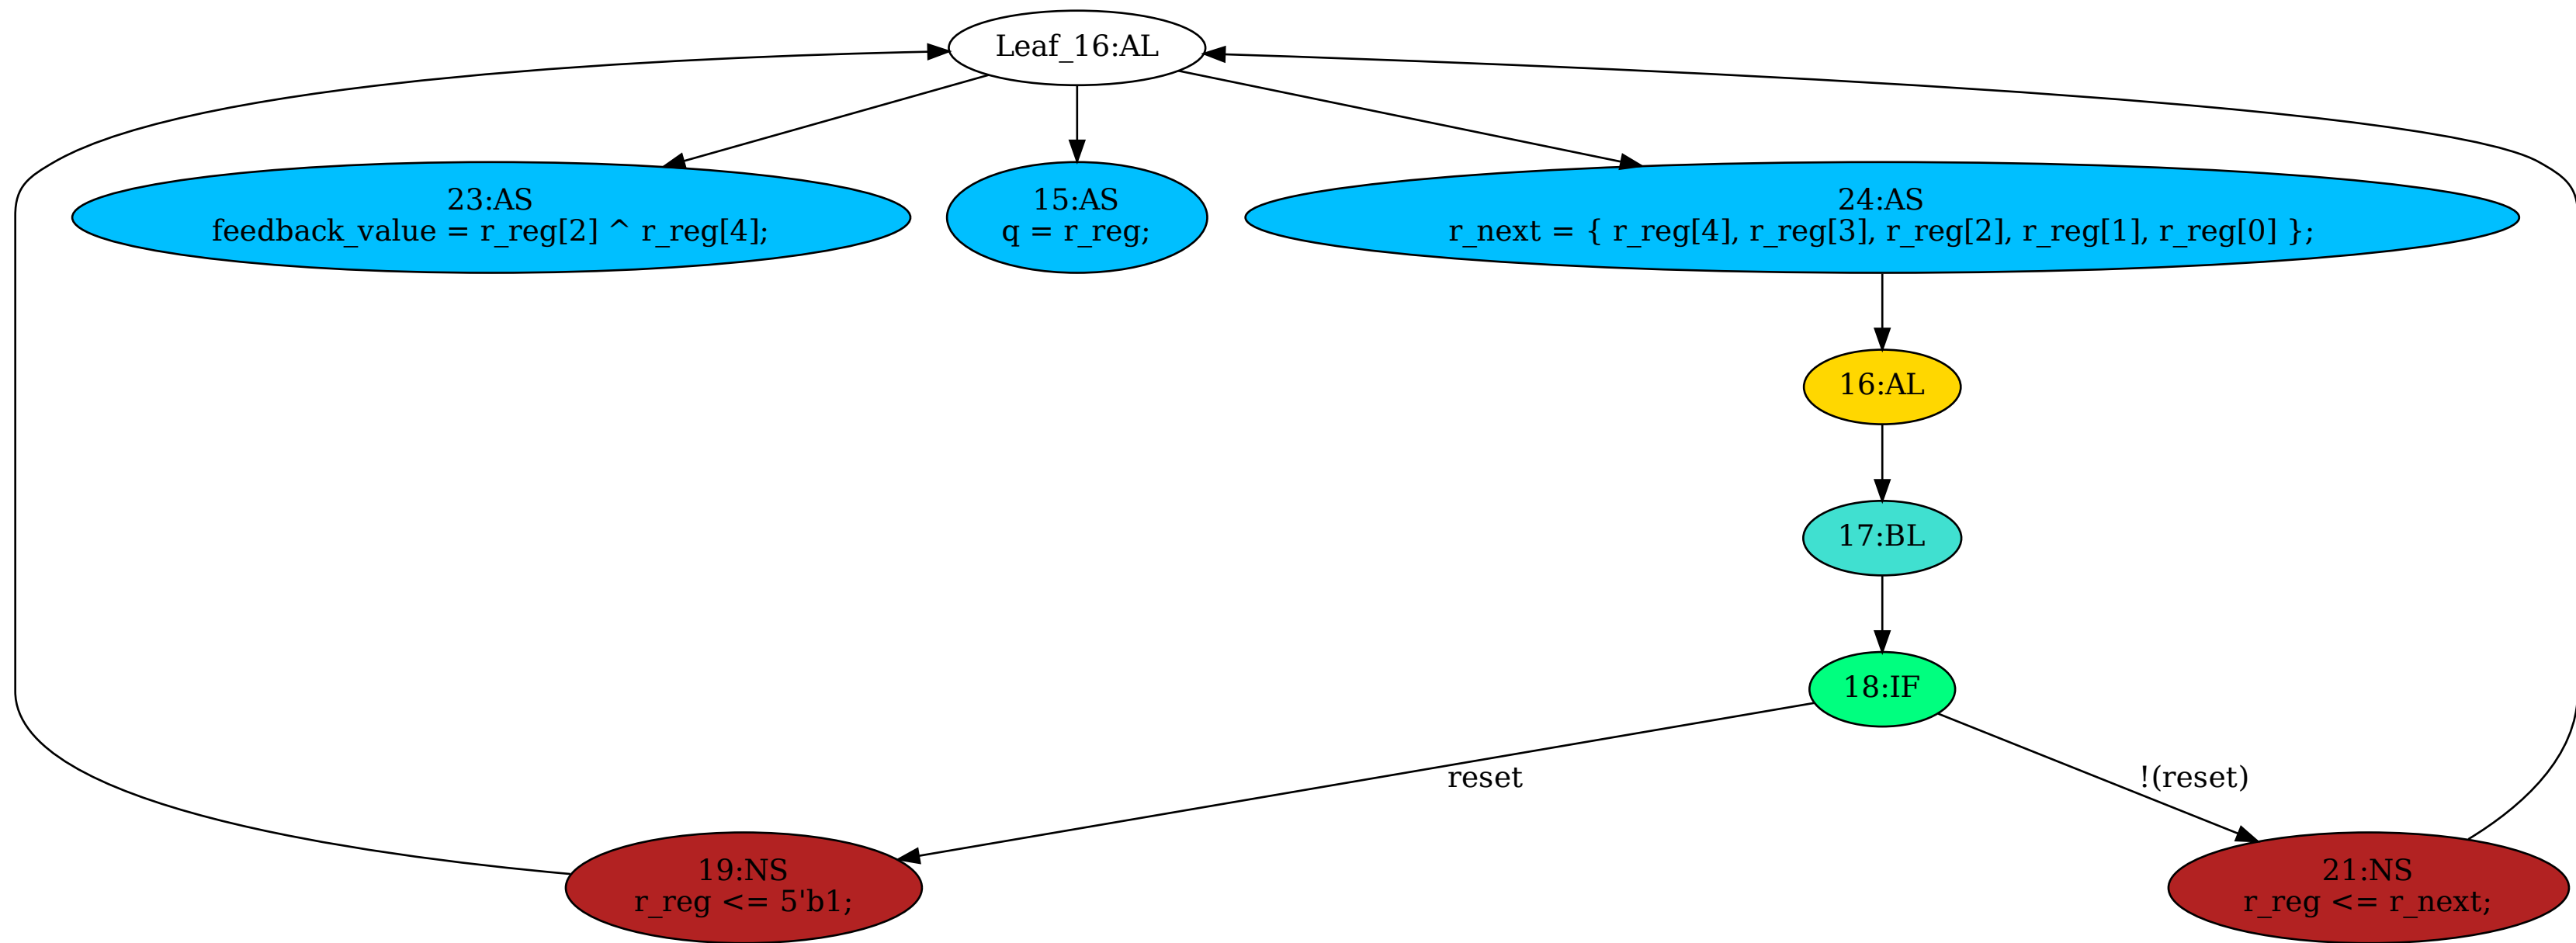 Leaf_16:AL
23:AS
feedback_value = r_reg[2] ^ r_reg[4];
15:AS
q = r_reg;
24:AS
r_next = { r_reg[4], r_reg[3], r_reg[2], r_reg[1], r_reg[0] };
16:AL
17:BL
18:IF
reset
!(reset)
19:NS
r_reg <= 5'b1;
21:NS
r_reg <= r_next;